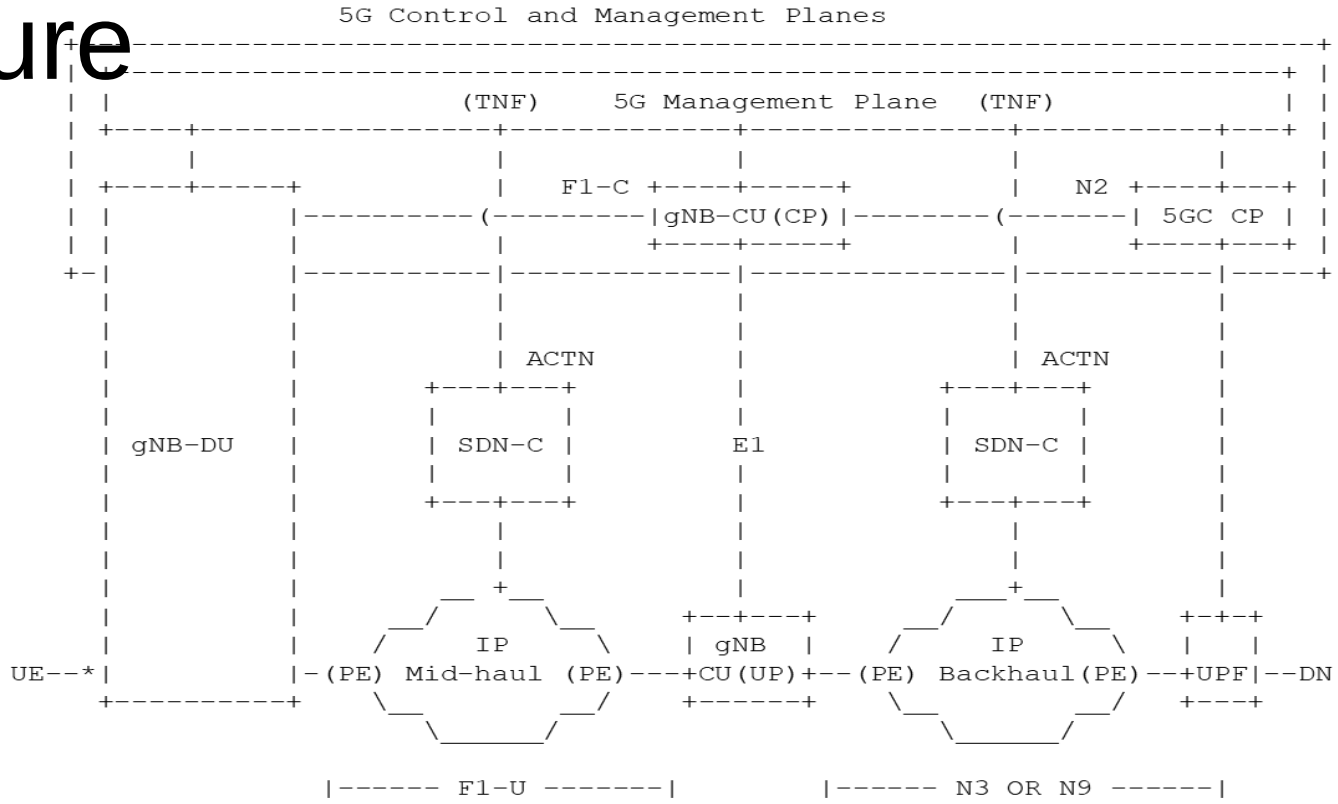 5G Control and Management Planes
ure
(TNF) 5G Management Plane (TNF)
F1-C N2
gNB-CU(CP) 5GC CP
ACTN ACTN
gNB-DU SDN-C E1 SDN-C
IP gNB IP
UE--*| |-(PE) Mid-haul (PE)---+CU(UP)+--(PE) Backhaul(PE)--+UPF|--DN
|------ F1-U -------| |------ N3 OR N9 ------|